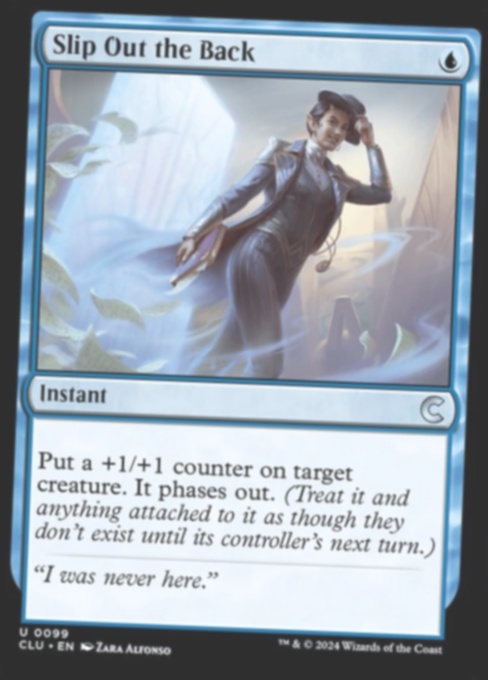 Slip Out the Back
Instant
Put a +1/+1 counter on target
creature. It phases out. (Treat it and
anything attached to it as though they
don't exist until its controller's next turn.)
"I was never here."
U 0099
CLU • EN Zara Alfonso
™ & © 2024 Wizards of the Coast